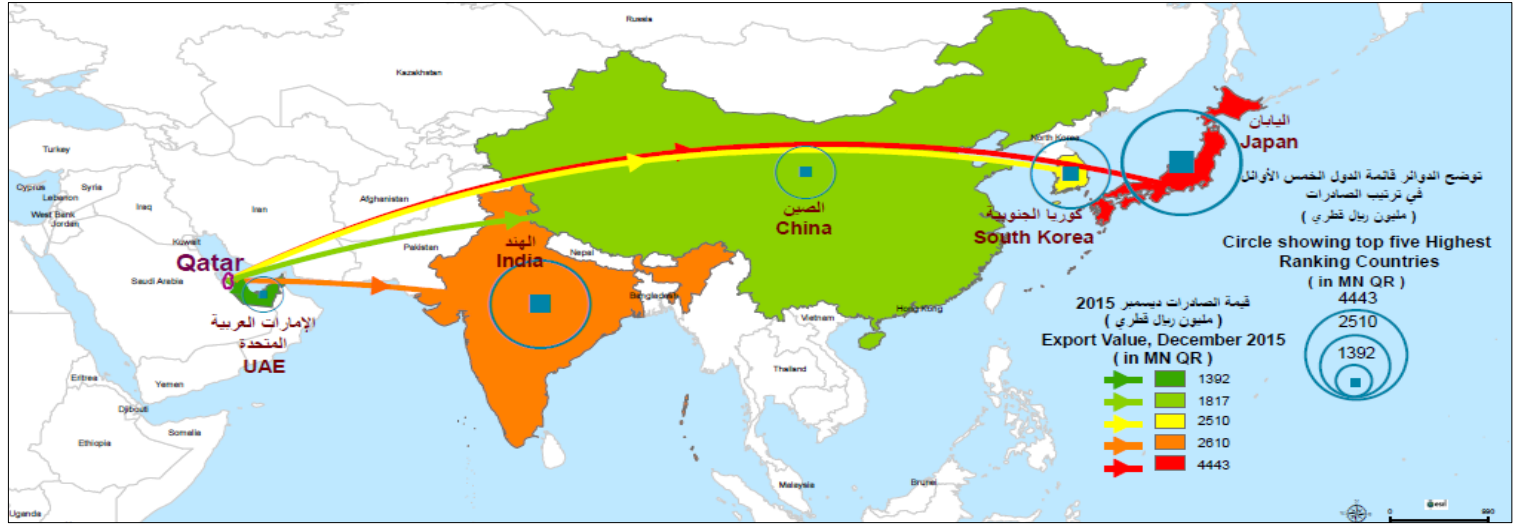 Russia
Kazakhstan
Turkey
Cyprus
Syria
Lebanon
West Bank
Jordan
Iraq
Iran
Afghanistan
Kuwait
Pakistan
Saudi Arabia
Qatar
الإمارات العربية
المتحدة
UAE
Eritrea
Yemen
Djibouti
Ethiopia
Somalia
Uganda
الهند
India
Nepal
Bangladesh
الصين
China
Hong Kong
Vietnam
Thailand
Malaysia
Brunei
North Korea
كوريا الجنوبية
South Korea
اليابان
Japan
توضح الدوائر قائمة الدول الخمس الأوائل
في ترتيب الصادرات
( مليون ريال قطري )
Circle showing top five Highest
Ranking Countries
( in MN QR )
4443
2510
1392
قيمة الصادرات ديسمبر 2015
( مليون ريال قطري )
Export Value, December 2015
( in MN QR )
1392
1817
2510
2610
4443
esri
0 990